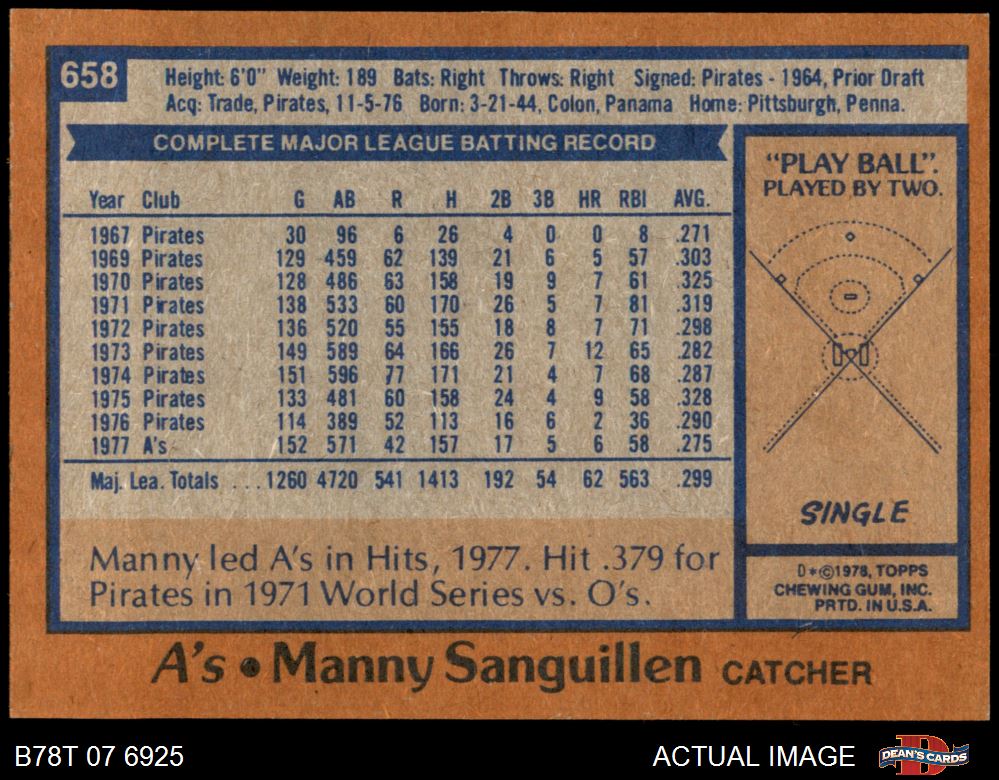 658
Height: 6'0" Weight: 189 Bats: Right Throws: Right Signed: Pirates - 1964, Prior Draft
Acq: Trade, Pirates, 11-5-76 Born: 3-21-44, Colon, Panama Home: Pittsburgh, Penna.
COMPLETE MAJOR LEAGUE BATTING RECORD
Year Club G AB R H 2B 3B HR RBI AVG.
1967 Pirates 30 96 6 26 4 0 0 8 .271
1969 Pirates 129 459 62 139 21 6 5 57 .303
1970 Pirates 128 486 63 158 19 9 7 61 .325
1971 Pirates 138 533 60 170 26 5 7 81 .319
1972 Pirates 136 520 55 155 18 8 7 71 .298
1973 Pirates 149 589 64 166 26 7 12 65 .282
1974 Pirates 151 596 77 171 21 4 7 68 .287
1975 Pirates 133 481 60 158 24 4 9 58 .328
1976 Pirates 114 389 52 113 16 6 2 36 .290
1977 A's 152 571 42 157 17 5 6 58 .275
Maj. Lea. Totals ...1260 4720 541 1413 192 54 62 563 .299
Manny led A's in Hits, 1977. Hit .379 for
Pirates in 1971 World Series vs. O's.
"PLAY BALL".
PLAYED BY TWO.
SINGLE
D*©1978, TOPPS
CHEWING GUM, INC.
PRTD. IN U.S.A.
A's • Manny Sanguillen CATCHER
B78T 07 6925
ACTUAL IMAGE
DEAN'S CARDS